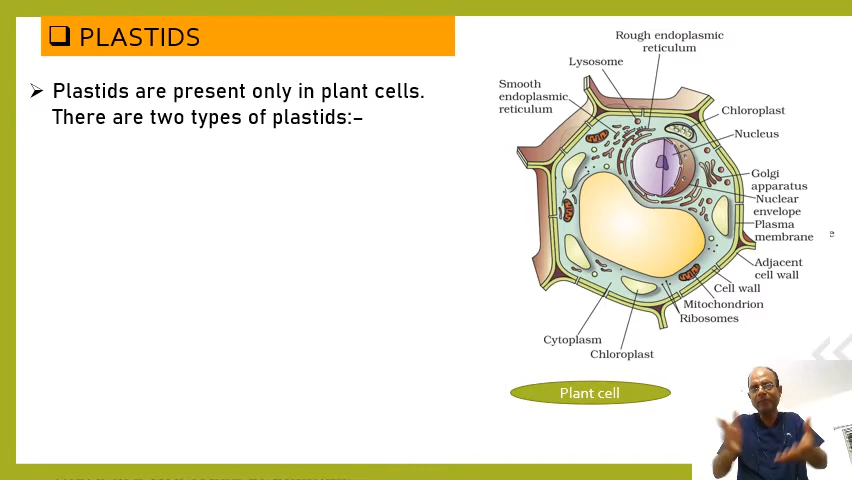 PLASTIDS
Plastids are present only in plant cells.
There are two types of plastids:–
Rough endoplasmic
reticulum
Lysosome
Smooth
endoplasmic
reticulum
Chloroplast
Nucleus
Golgi
apparatus
Nuclear
envelope
Plasma
membrane
e
Adjacent
cell wall
Cell wall
Mitochondrion
Ribosomes
Cytoplasm
Chloroplast
Plant cell